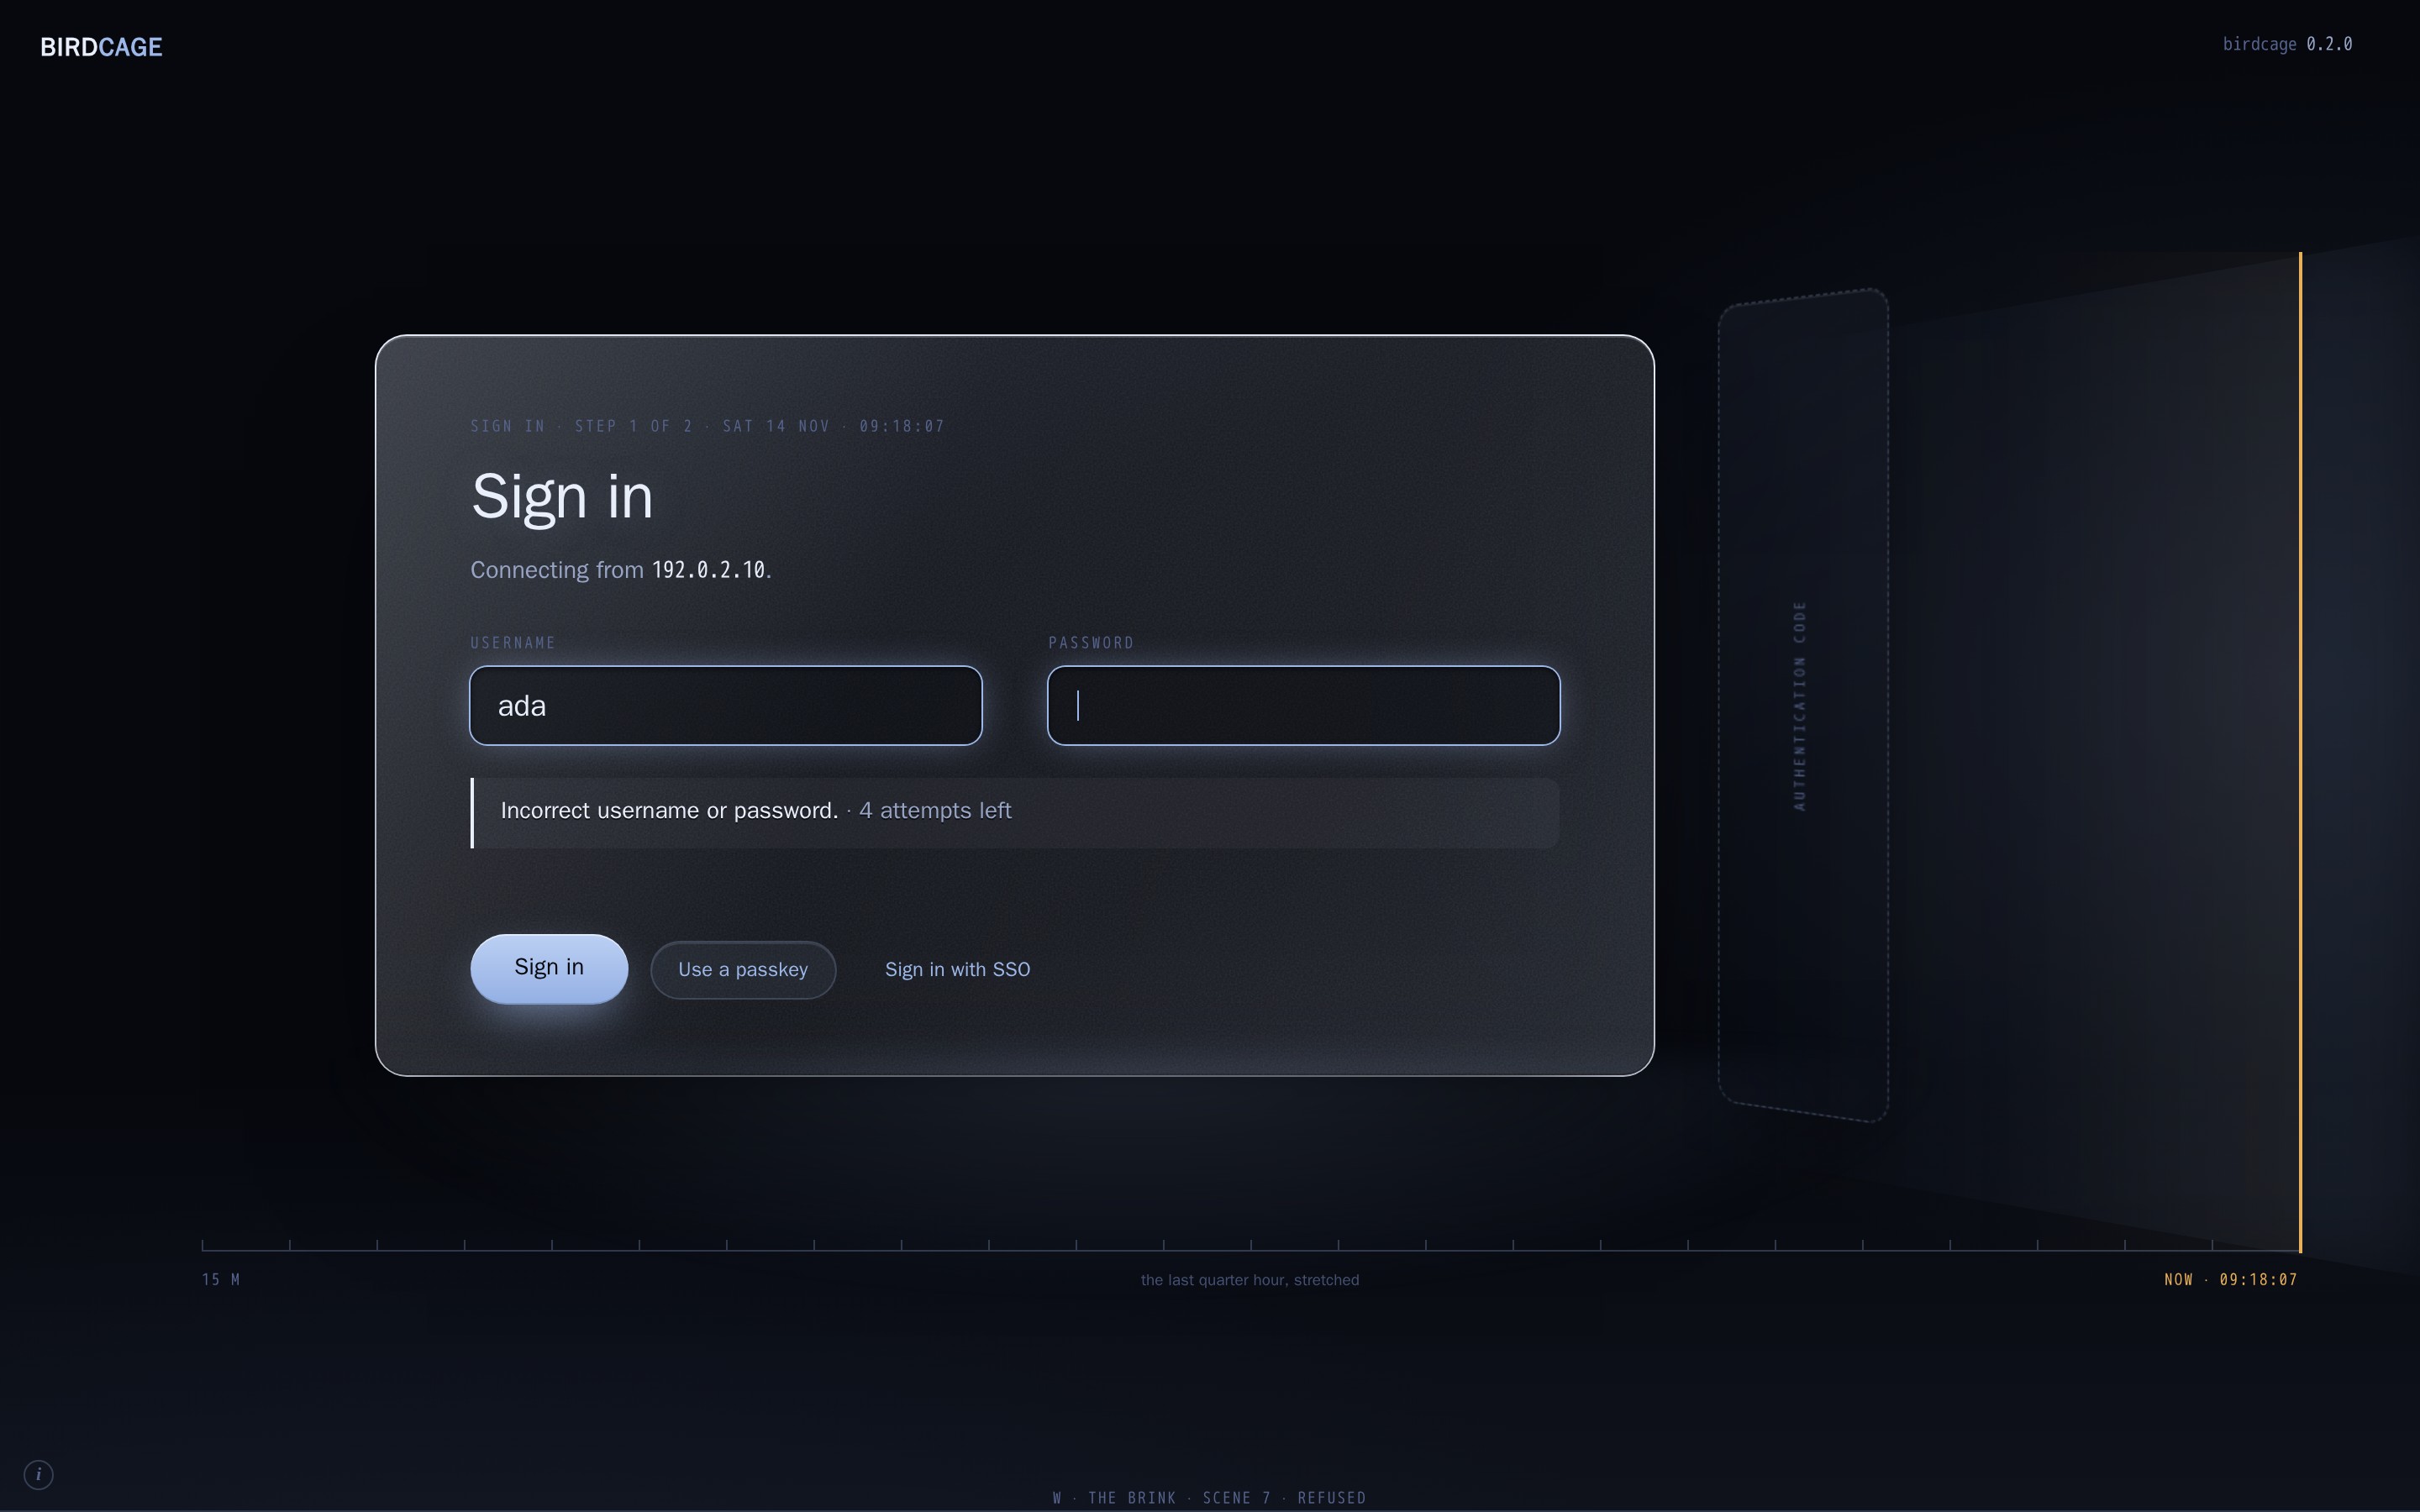 BIRDCAGE
birdcage 0.2.0
SIGN IN · STEP 1 OF 2 · SAT 14 NOV · 09:18:07
Sign in
Connecting from 192.0.2.10.
USERNAME
PASSWORD
ada
Incorrect username or password. · 4 attempts left
Sign in
Use a passkey
Sign in with SSO
AUTHENTICATION CODE
15 M
the last quarter hour, stretched
NOW · 09:18:07
i
W · THE BRINK · SCENE 7 · REFUSED